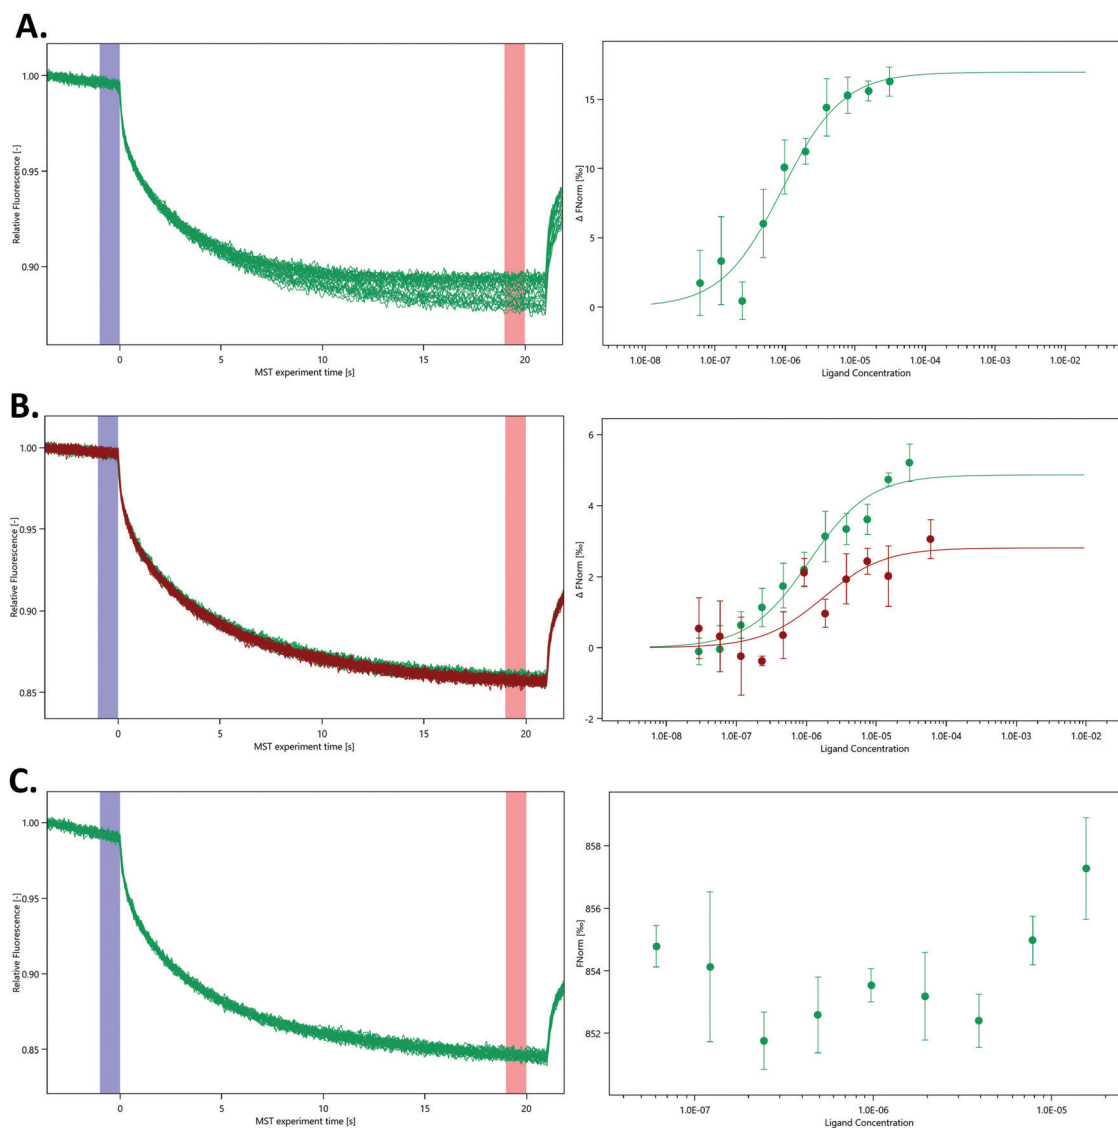 A.
1.00
0.95
0.90
Relative Fluorescence [-]
0 5 10 15 20
MST experiment time [s]
15
10
5
0
Δ FNorm [‰]
1.0E-08 1.0E-07 1.0E-06 1.0E-05 1.0E-04 1.0E-03 1.0E-02
Ligand Concentration
B.
1.00
0.95
0.90
0.85
Relative Fluorescence [-]
0 5 10 15 20
MST experiment time [s]
6
4
2
0
-2
Δ FNorm [‰]
1.0E-08 1.0E-07 1.0E-06 1.0E-05 1.0E-04 1.0E-03 1.0E-02
Ligand Concentration
C.
1.00
0.95
0.90
0.85
Relative Fluorescence [-]
0 5 10 15 20
MST experiment time [s]
858
856
854
852
FNorm [‰]
1.0E-07 1.0E-06 1.0E-05
Ligand Concentration